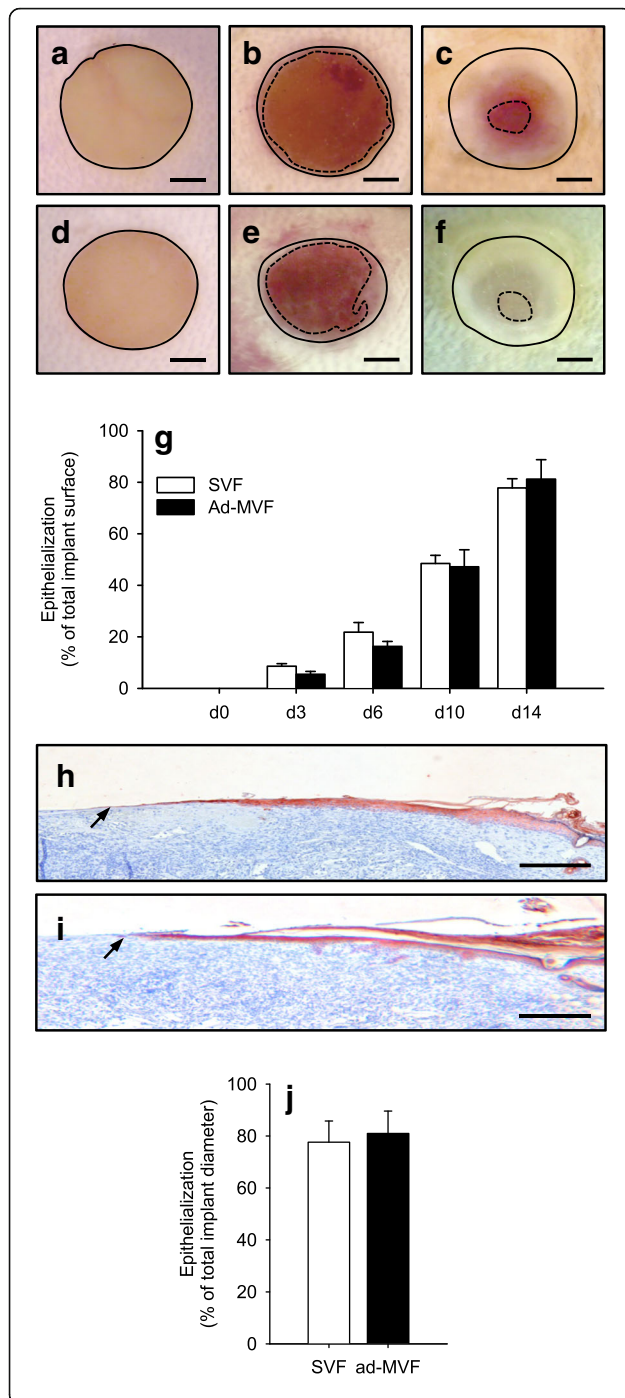 a
b
c
d
e
f
g
100
80
60
40
20
0
Epithelialization
(% of total implant surface)
SVF
Ad-MVF
d0 d3 d6 d10 d14
h
i
j
100
80
60
40
20
0
Epithelialization
(% of total implant diameter)
SVF ad-MVF